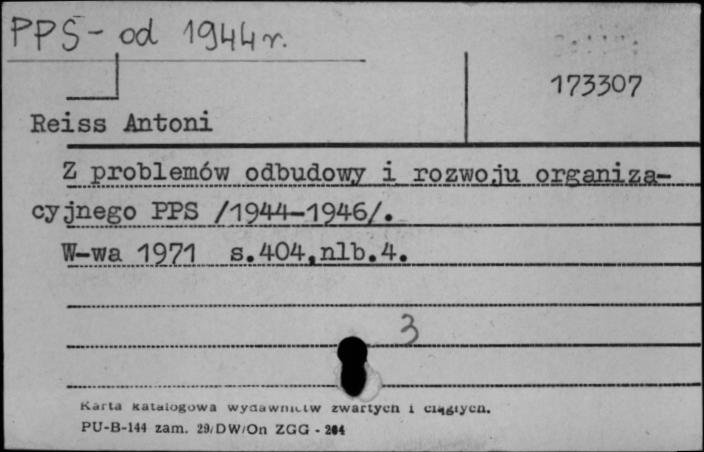 PPS - od 1944 r.
173307
Reiss Antoni
Z problemów odbudowy i rozwoju organiza-
cyjnego PPS /1944-1946/.
W-wa 1971 s.404,nlb.4.
3
Karta katalogowa wydawnictw zwartych i ciągłych.
PU-B-144 zam. 29/DW/On ZGG - 204